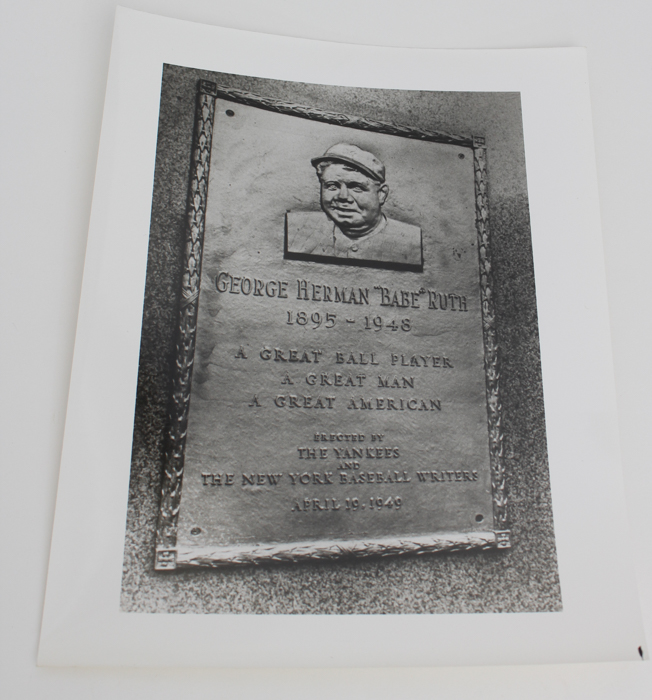 GEORGE HERMAN "BABE" RUTH
1895 - 1948
A GREAT BALL PLAYER
A GREAT MAN
A GREAT AMERICAN
ERECTED BY
THE YANKEES
AND
THE NEW YORK BASEBALL WRITERS
APRIL 19, 1949